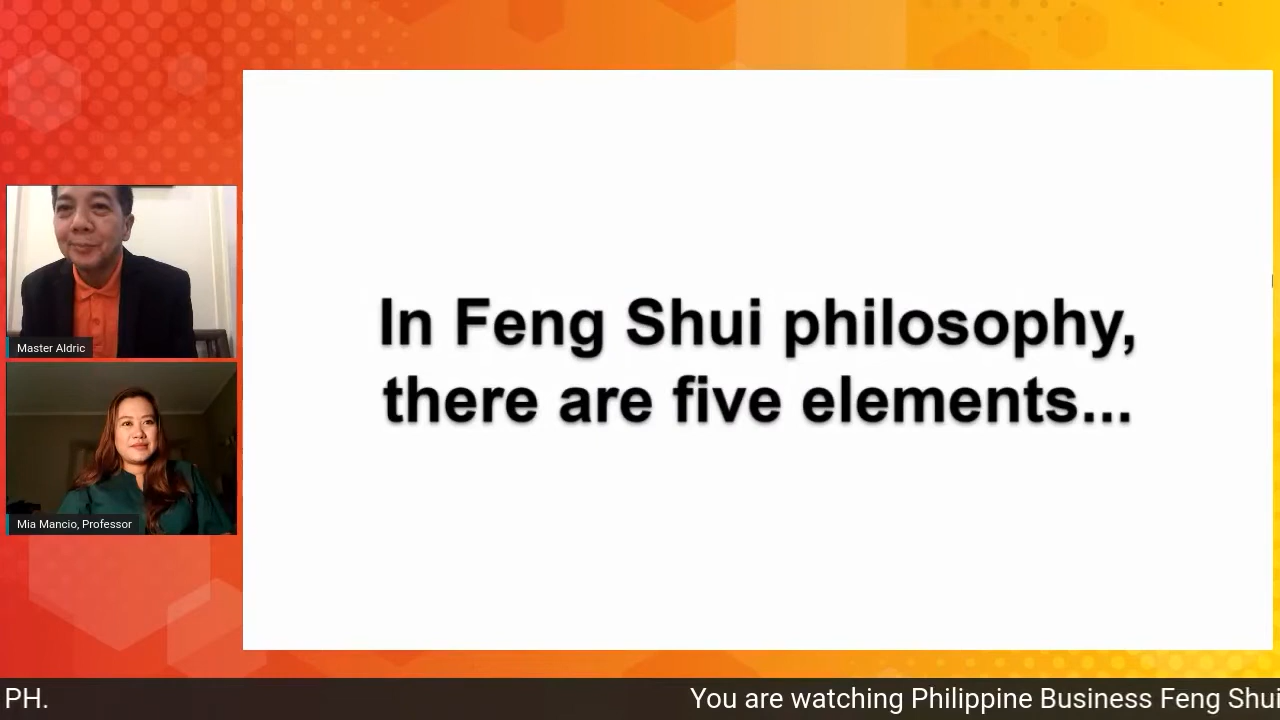 In Feng Shui philosophy,
there are five elements...
Master Aldric
Mia Mancio, Professor
PH.
You are watching Philippine Business Feng Shui